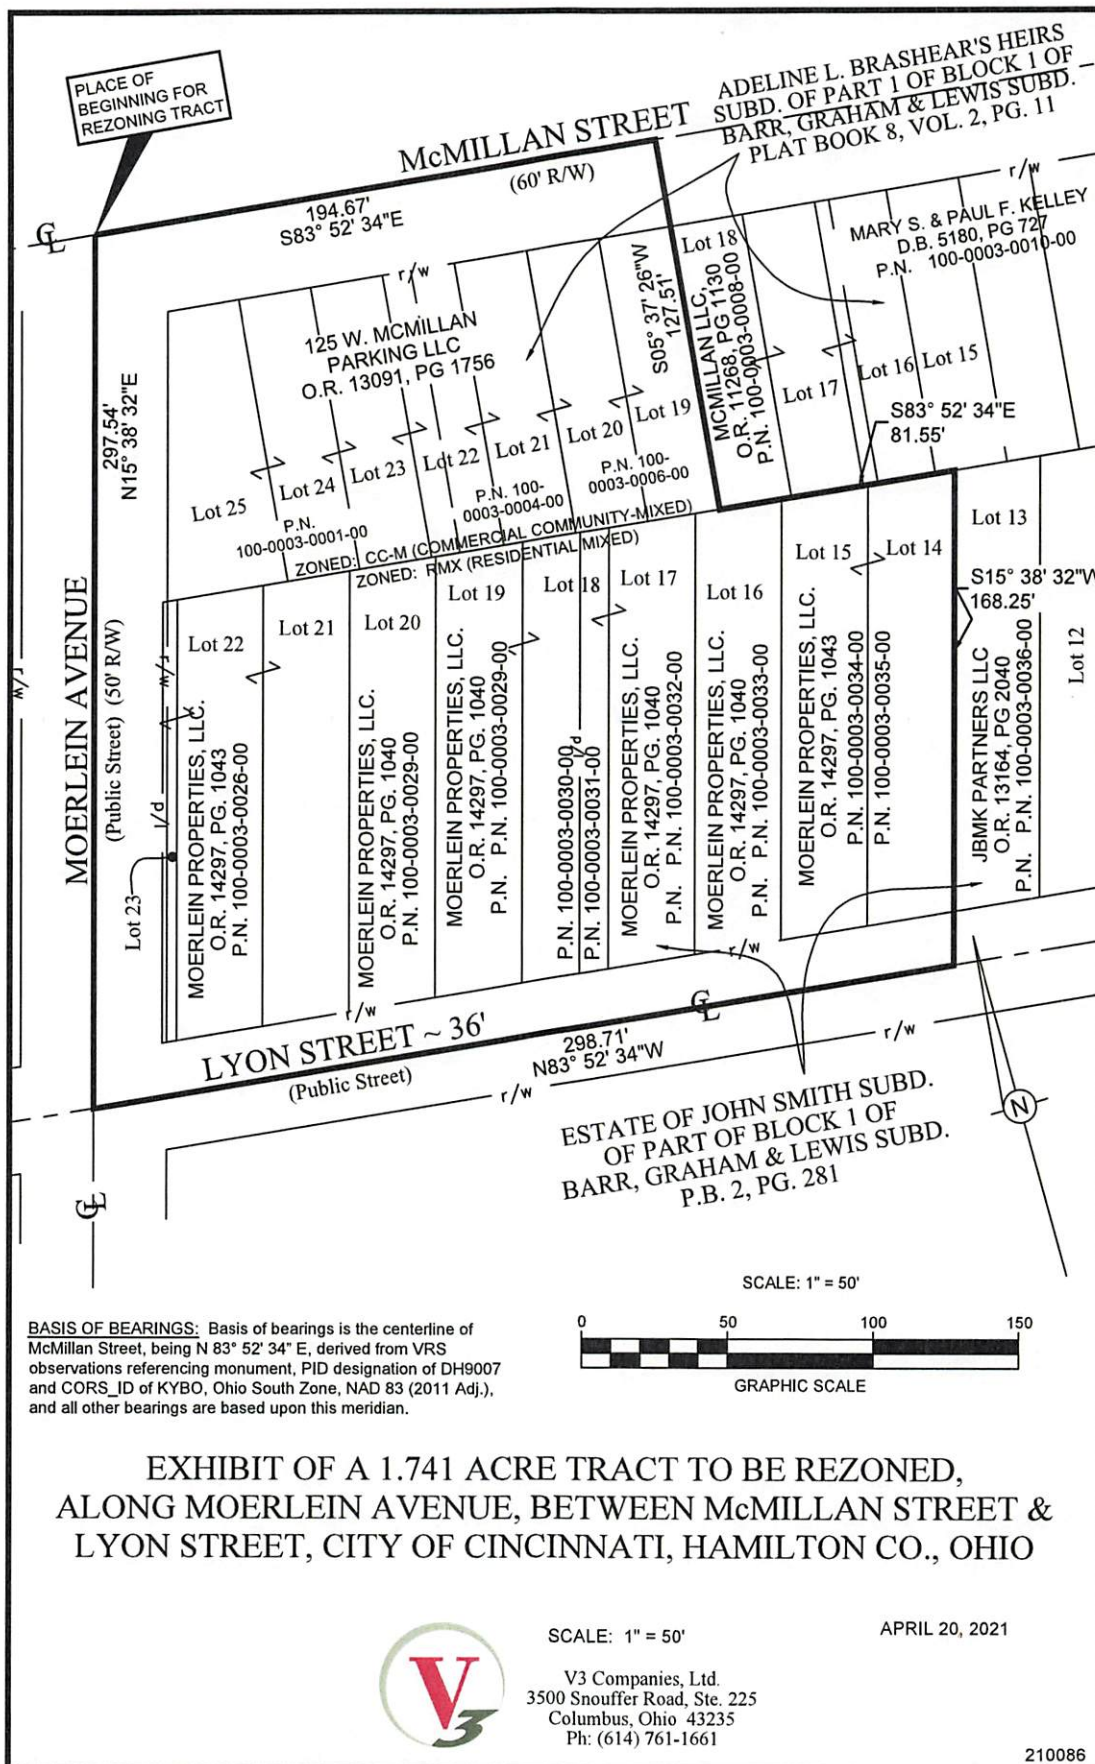 PLACE OF
BEGINNING FOR
REZONING TRACT
McMILLAN STREET
(60' R/W)
ADELINE L. BRASHEAR'S HEIRS
SUBD. OF PART 1 OF BLOCK 1 OF
BARR, GRAHAM & LEWIS SUBD.
PLAT BOOK 8, VOL. 2, PG. 11
CL
194.67'
S83° 52' 34"E
r/w
r/w
MARY S. & PAUL F. KELLEY
D.B. 5180, PG 727
P.N. 100-0003-0010-00
125 W. MCMILLAN
PARKING LLC
O.R. 13091, PG 1756
S05° 37' 26"W
127.51'
Lot 18
MCMILLAN LLC,
O.R. 11268, PG 1130
P.N. 100-0003-0008-00
297.54'
N15° 38' 32"E
Lot 25
Lot 24
Lot 23
Lot 22
Lot 21
Lot 20
Lot 19
Lot 17
Lot 16
Lot 15
S83° 52' 34"E
81.55'
P.N.
100-0003-0001-00
P.N. 100-
0003-0004-00
P.N. 100-
0003-0006-00
ZONED: CC-M (COMMERCIAL COMMUNITY-MIXED)
ZONED: RMX (RESIDENTIAL MIXED)
MOERLEIN AVENUE
(Public Street) (50' R/W)
r/w
r/w
p/l
Lot 23
Lot 22
Lot 21
Lot 20
Lot 19
Lot 18
Lot 17
Lot 16
Lot 15
Lot 14
Lot 13
Lot 12
S15° 38' 32"W
168.25'
MOERLEIN PROPERTIES, LLC.
O.R. 14297, PG. 1043
P.N. 100-0003-0026-00
MOERLEIN PROPERTIES, LLC.
O.R. 14297, PG. 1040
P.N. 100-0003-0029-00
MOERLEIN PROPERTIES, LLC.
O.R. 14297, PG. 1040
P.N. P.N. 100-0003-0029-00
P.N. 100-0003-0030-00
p/l
P.N. 100-0003-0031-00
MOERLEIN PROPERTIES, LLC.
O.R. 14297, PG. 1040
P.N. P.N. 100-0003-0032-00
MOERLEIN PROPERTIES, LLC.
O.R. 14297, PG. 1040
P.N. P.N. 100-0003-0033-00
MOERLEIN PROPERTIES, LLC.
O.R. 14297, PG. 1043
P.N. 100-0003-0034-00
P.N. 100-0003-0035-00
JBMK PARTNERS LLC
O.R. 13164, PG 2040
P.N. P.N. 100-0003-0036-00
r/w
r/w
LYON STREET ~ 36'
(Public Street)
CL
298.71'
N83° 52' 34"W
r/w
r/w
ESTATE OF JOHN SMITH SUBD.
OF PART OF BLOCK 1 OF
BARR, GRAHAM & LEWIS SUBD.
P.B. 2, PG. 281
N
CL
SCALE: 1" = 50'
0 50 100 150
GRAPHIC SCALE
BASIS OF BEARINGS: Basis of bearings is the centerline of
McMillan Street, being N 83° 52' 34" E, derived from VRS
observations referencing monument, PID designation of DH9007
and CORS_ID of KYBO, Ohio South Zone, NAD 83 (2011 Adj.),
and all other bearings are based upon this meridian.
EXHIBIT OF A 1.741 ACRE TRACT TO BE REZONED,
ALONG MOERLEIN AVENUE, BETWEEN McMILLAN STREET &
LYON STREET, CITY OF CINCINNATI, HAMILTON CO., OHIO
V3
SCALE: 1" = 50'
APRIL 20, 2021
V3 Companies, Ltd.
3500 Snouffer Road, Ste. 225
Columbus, Ohio 43235
Ph: (614) 761-1661
210086